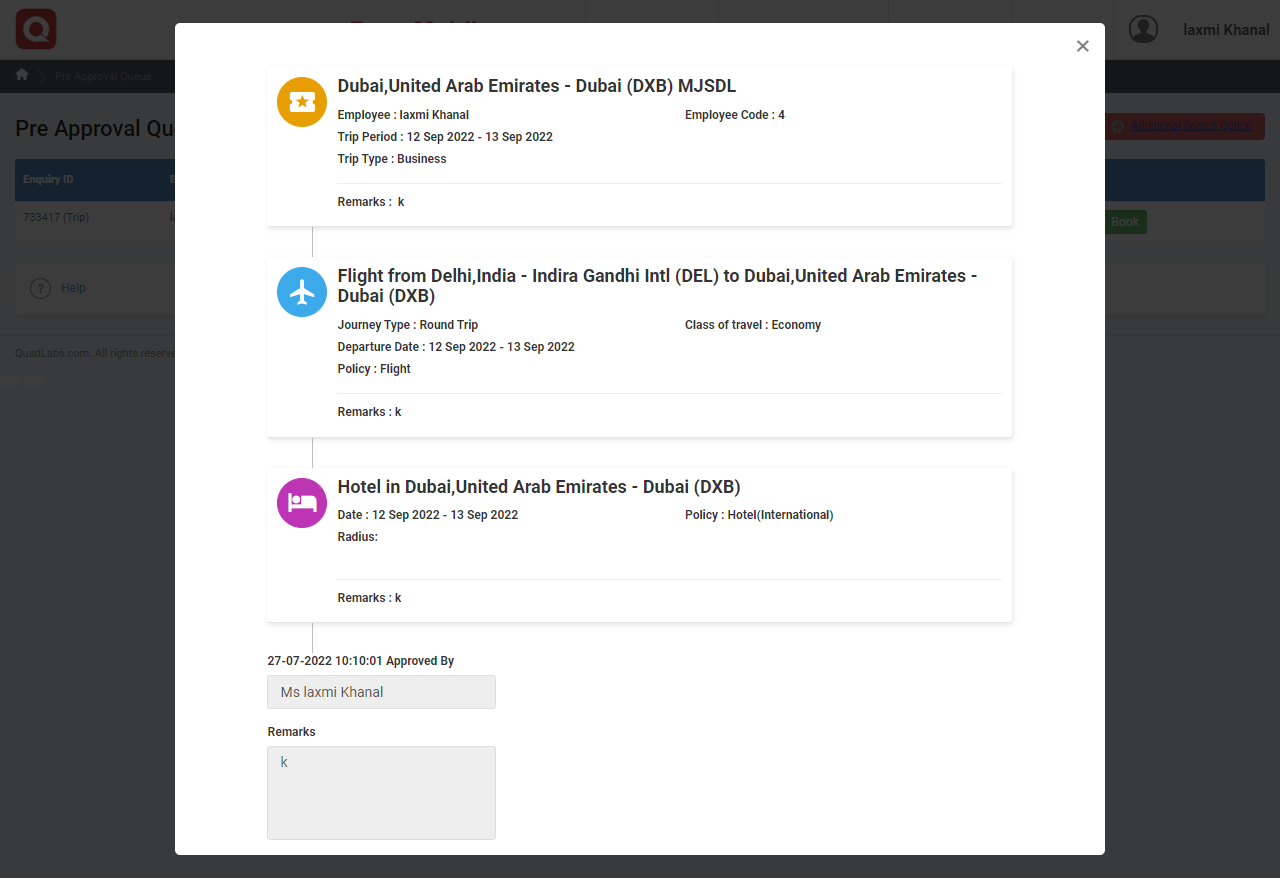 laxmi Khanal
Pre Approval Queue
Dubai,United Arab Emirates - Dubai (DXB) MJSDL
Employee : laxmi Khanal Employee Code : 4
Trip Period : 12 Sep 2022 - 13 Sep 2022
Trip Type : Business
Remarks : k
Pre Approval Qu
Additional Search Option
Enquiry ID
733417 (Trip)
Book
Flight from Delhi,India - Indira Gandhi Intl (DEL) to Dubai,United Arab Emirates -
Dubai (DXB)
Journey Type : Round Trip Class of travel : Economy
Departure Date : 12 Sep 2022 - 13 Sep 2022
Policy : Flight
Remarks : k
? Help
QuadLabs.com. All rights reserve
Hotel in Dubai,United Arab Emirates - Dubai (DXB)
Date : 12 Sep 2022 - 13 Sep 2022 Policy : Hotel(International)
Radius:
Remarks : k
27-07-2022 10:10:01 Approved By
Ms laxmi Khanal
Remarks
k